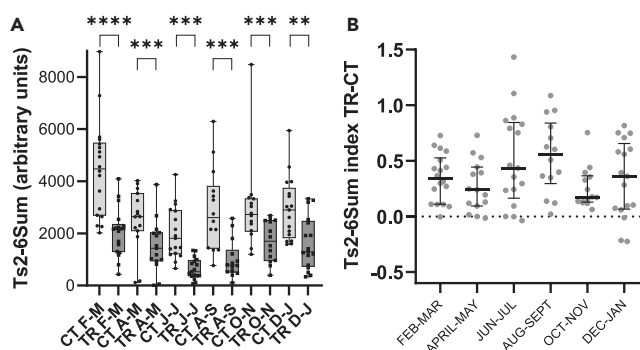 A
**** *** *** *** *** **
Ts2-6Sum (arbitrary units)
8000
6000
4000
2000
0
CT F-M
TR F-M
CT A-M
TR A-M
CT J-J
TR J-J
CT A-S
TR A-S
CT O-N
TR O-N
CT D-J
TR D-J
B
Ts2-6Sum index TR-CT
1.5
1.0
0.5
0.0
-0.5
FEB-MAR
APRIL-MAY
JUN-JUL
AUG-SEPT
OCT-NOV
DEC-JAN